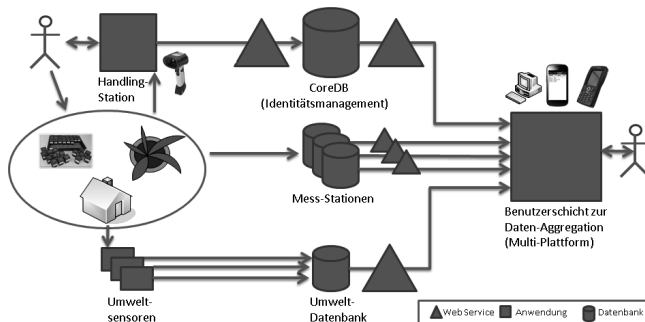 Handling-
Station
CoreDB
(Identitätsmanagement)
Mess-Stationen
Benutzerschicht zur
Daten-Aggregation
(Multi-Plattform)
Umwelt-
sensoren
Umwelt-
Datenbank
Web Service
Anwendung
Datenbank